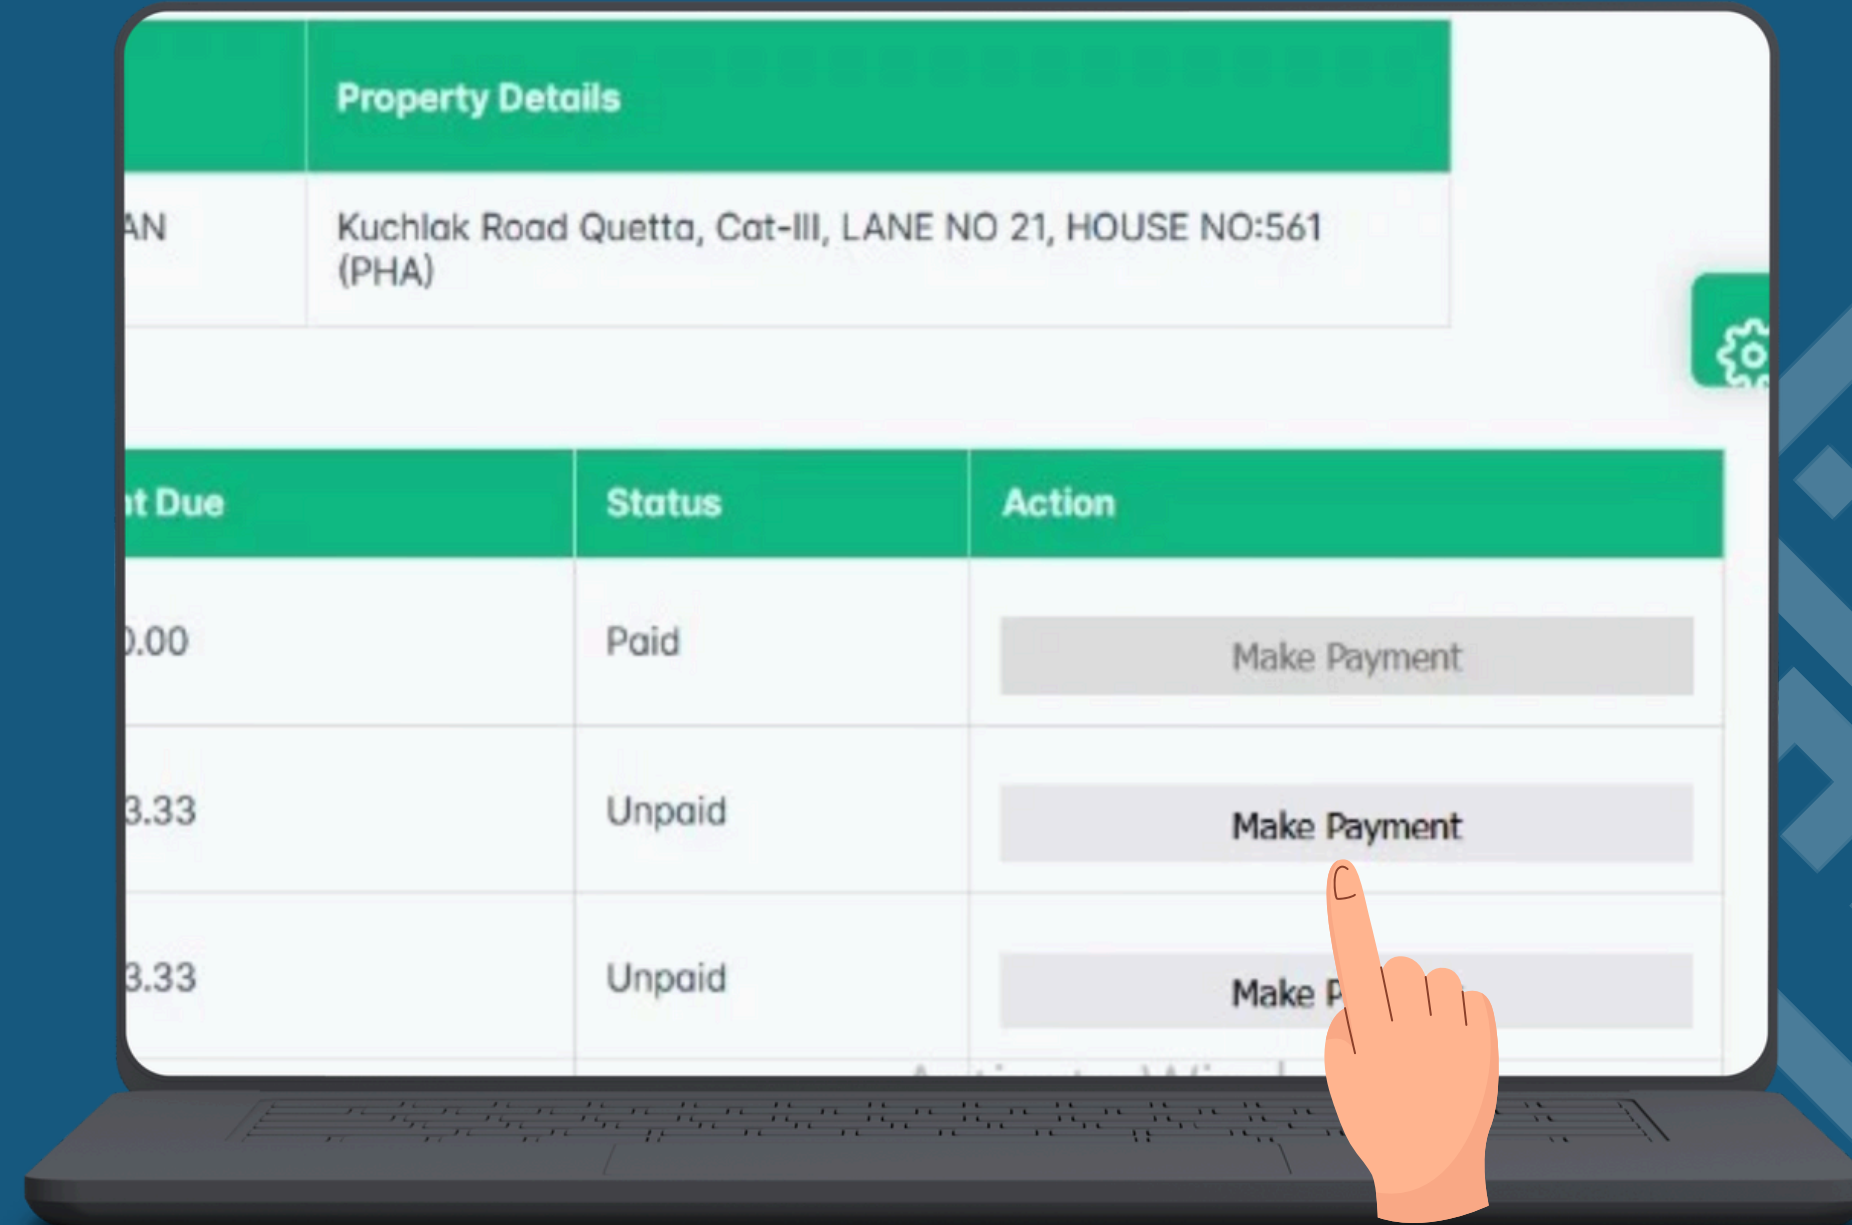 Property Details
AN
Kuchlak Road Quetta, Cat-III, LANE NO 21, HOUSE NO:561
(PHA)
Due
Status
Action
0.00
Paid
Make Payment
3.33
Unpaid
Make Payment
3.33
Unpaid
Make